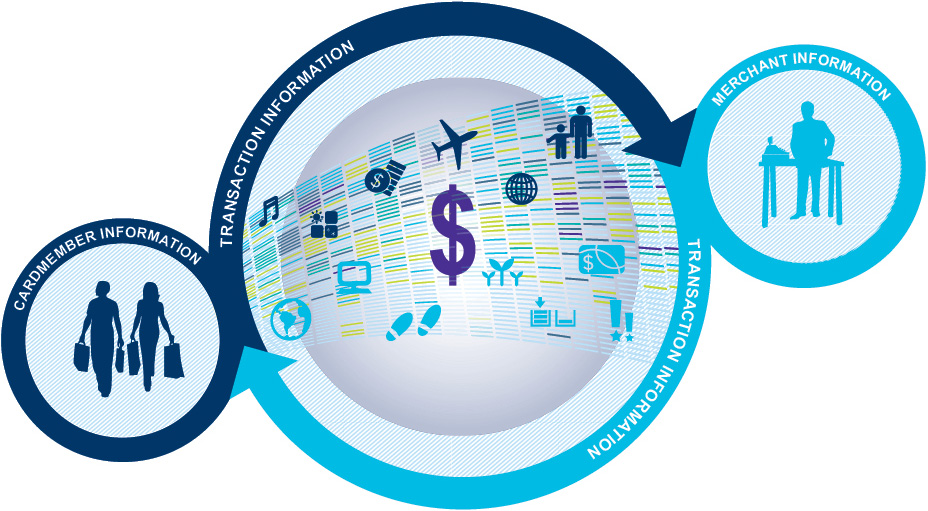 TRANSACTION INFORMATION
MERCHANT INFORMATION
CARDMEMBER INFORMATION
$
$
$
TRANSACTION INFORMATION